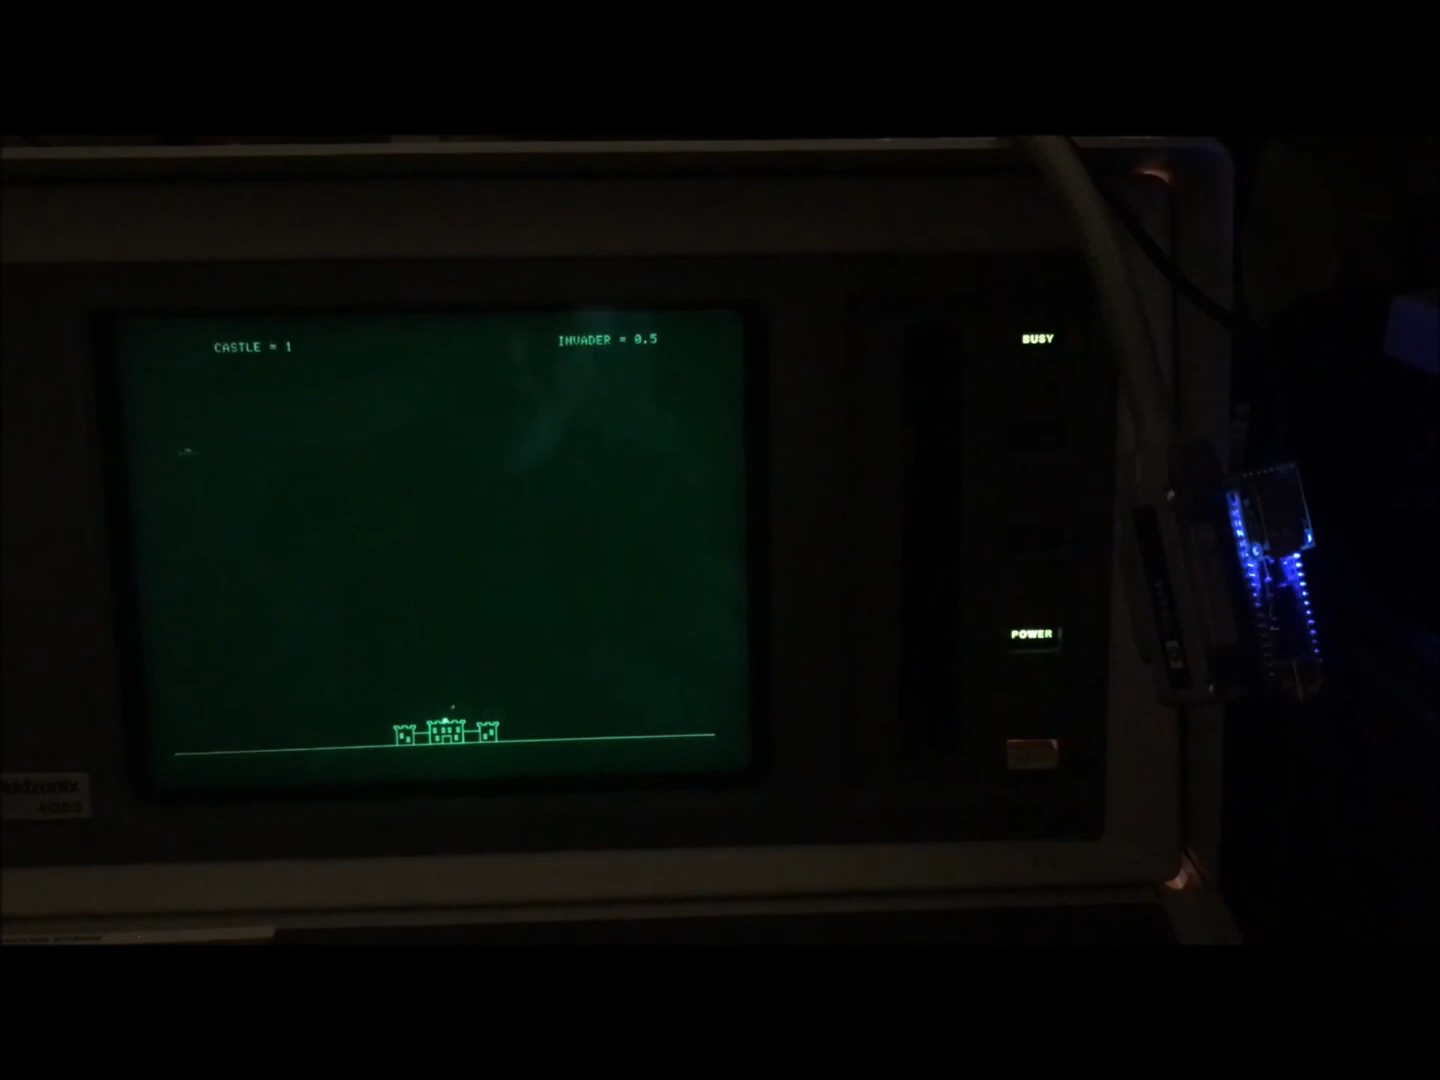 CASTLE = 1
INVADER = 0.5
BUSY
POWER